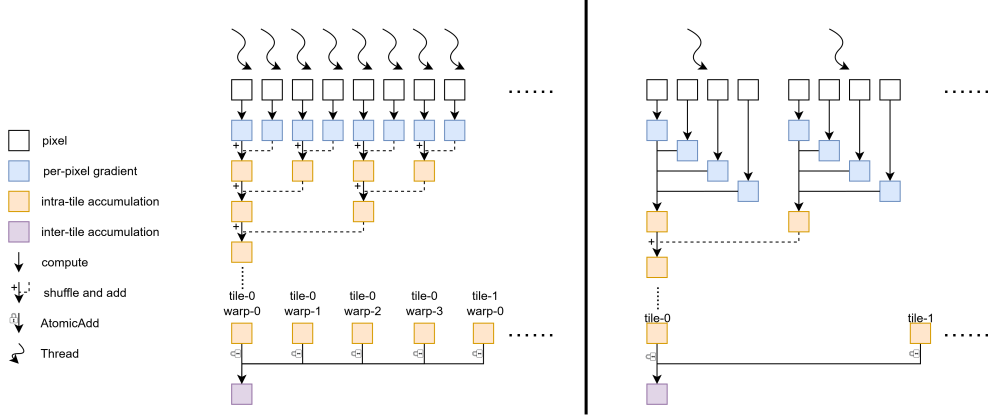 pixel
per-pixel gradient
intra-tile accumulation
inter-tile accumulation
compute
+
shuffle and add
AtomicAdd
Thread
......
+ + + +
+ +
+
tile-0 tile-0 tile-0 tile-0 tile-1
warp-0 warp-1 warp-2 warp-3 warp-0
......
......
+
tile-0 tile-1
......